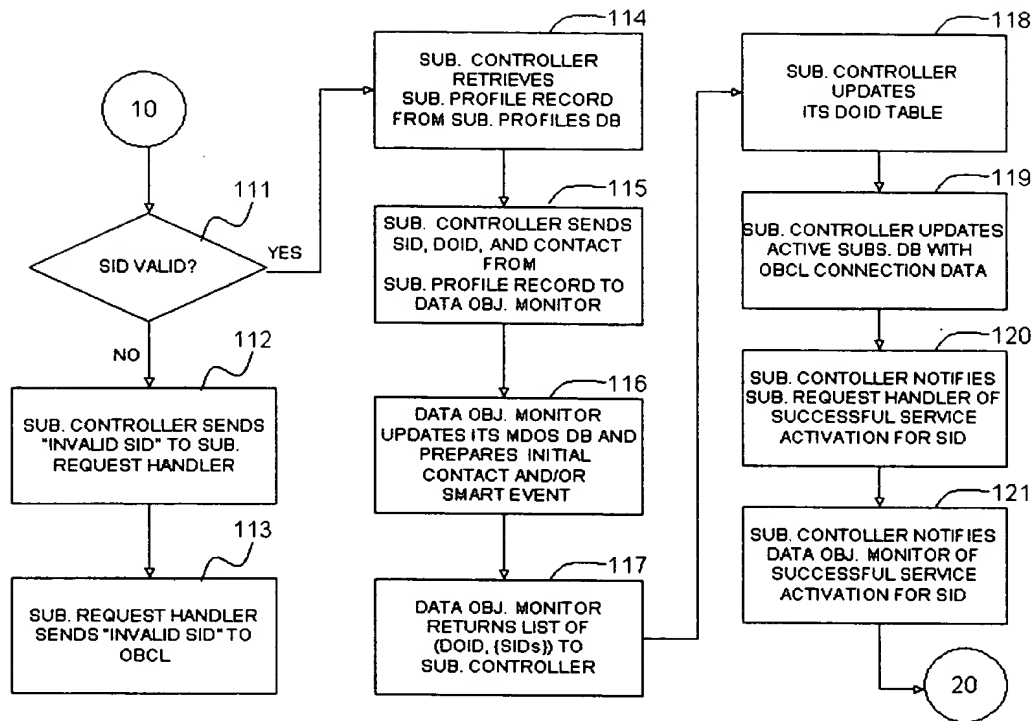 10
111
SID VALID?
YES
NO
112
SUB. CONTROLLER SENDS
"INVALID SID" TO SUB.
REQUEST HANDLER
113
SUB. REQUEST HANDLER
SENDS "INVALID SID" TO
OBCL
114
SUB. CONTROLLER
RETRIEVES
SUB. PROFILE RECORD
FROM SUB. PROFILES DB
115
SUB. CONTROLLER SENDS
SID, DOID, AND CONTACT
FROM
SUB. PROFILE RECORD TO
DATA OBJ. MONITOR
116
DATA OBJ. MONITOR
UPDATES ITS MDOS DB AND
PREPARES INITIAL
CONTACT AND/OR
SMART EVENT
117
DATA OBJ. MONITOR
RETURNS LIST OF
(DOID, {SIDs}) TO
SUB. CONTROLLER
118
SUB. CONTROLLER
UPDATES
ITS DOID TABLE
119
SUB. CONTROLLER UPDATES
ACTIVE SUBS. DB WITH
OBCL CONNECTION DATA
120
SUB. CONTOLLER NOTIFIES
SUB. REQUEST HANDLER OF
SUCCESSFUL SERVICE
ACTIVATION FOR SID
121
SUB. CONTOLLER NOTIFIES
DATA OBJ. MONITOR OF
SUCCESSFUL SERVICE
ACTIVATION FOR SID
20